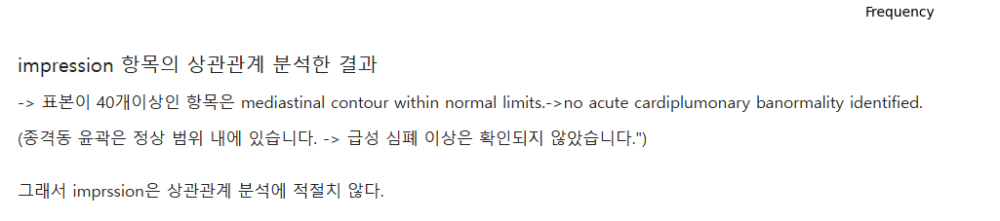 Frequency
impression 항목의 상관관계 분석한 결과
-> 표본이 40개이상인 항목은 mediastinal contour within normal limits.->no acute cardiplumonary banormality identified.
(종격동 윤곽은 정상 범위 내에 있습니다. -> 급성 심폐 이상은 확인되지 않았습니다.")
그래서 imprssion은 상관관계 분석에 적절치 않다.